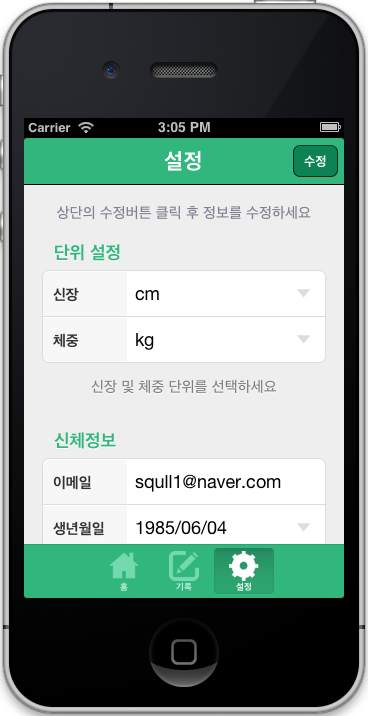 Carrier 3:05 PM
설정 수정
상단의 수정버튼 클릭 후 정보를 수정하세요
단위 설정
신장 cm
체중 kg
신장 및 체중 단위를 선택하세요
신체정보
이메일 squll1@naver.com
생년월일 1985/06/04
홈 기록 설정